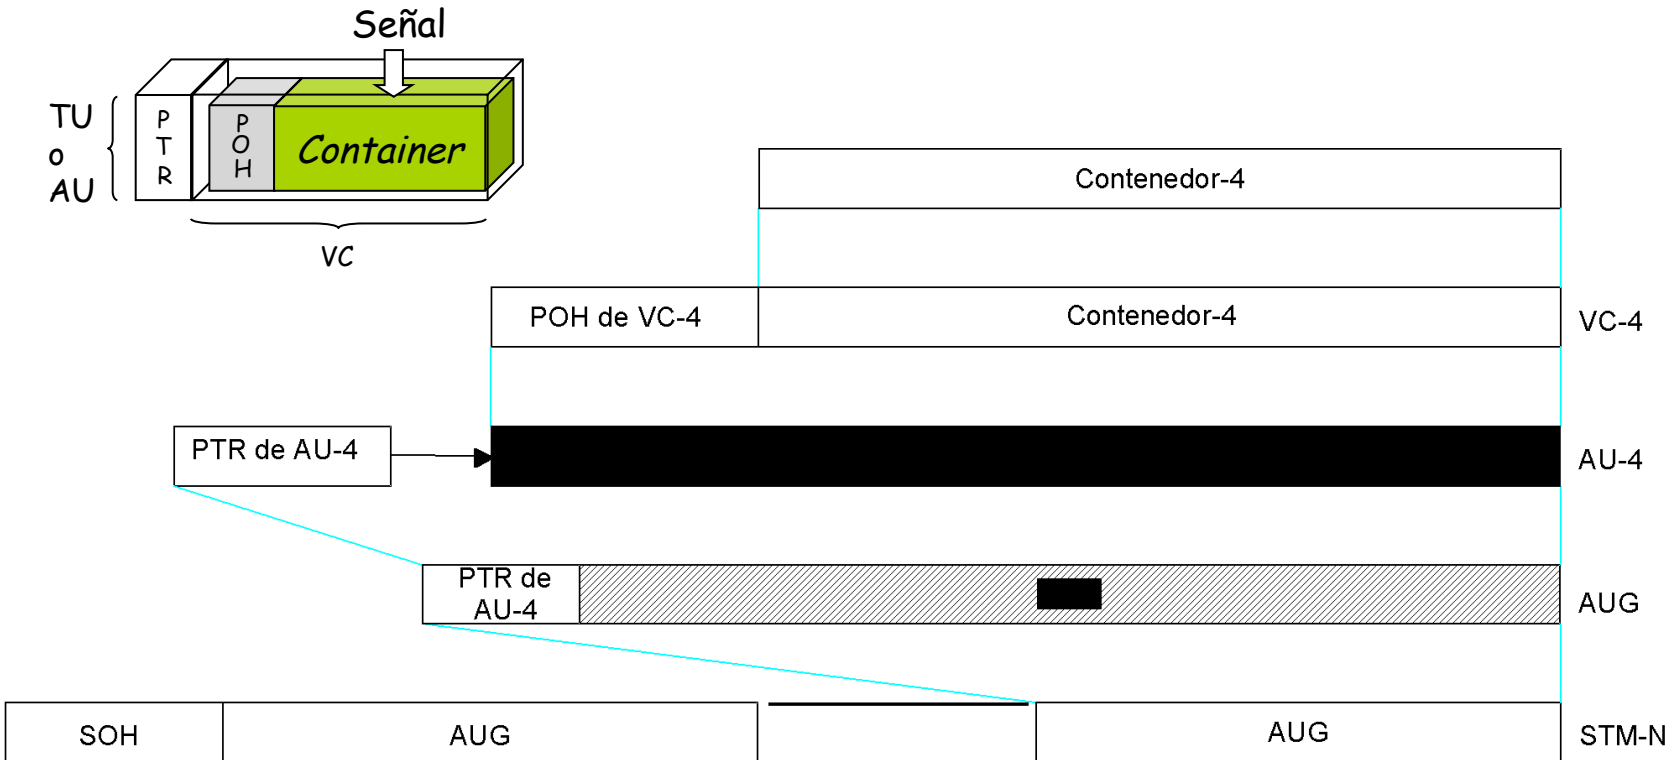 Señal
TU
o
AU
P
T
R
P
O
H
Container
VC
Contenedor-4
POH de VC-4
Contenedor-4
VC-4
PTR de AU-4
AU-4
PTR de
AU-4
AUG
SOH
AUG
AUG
STM-N